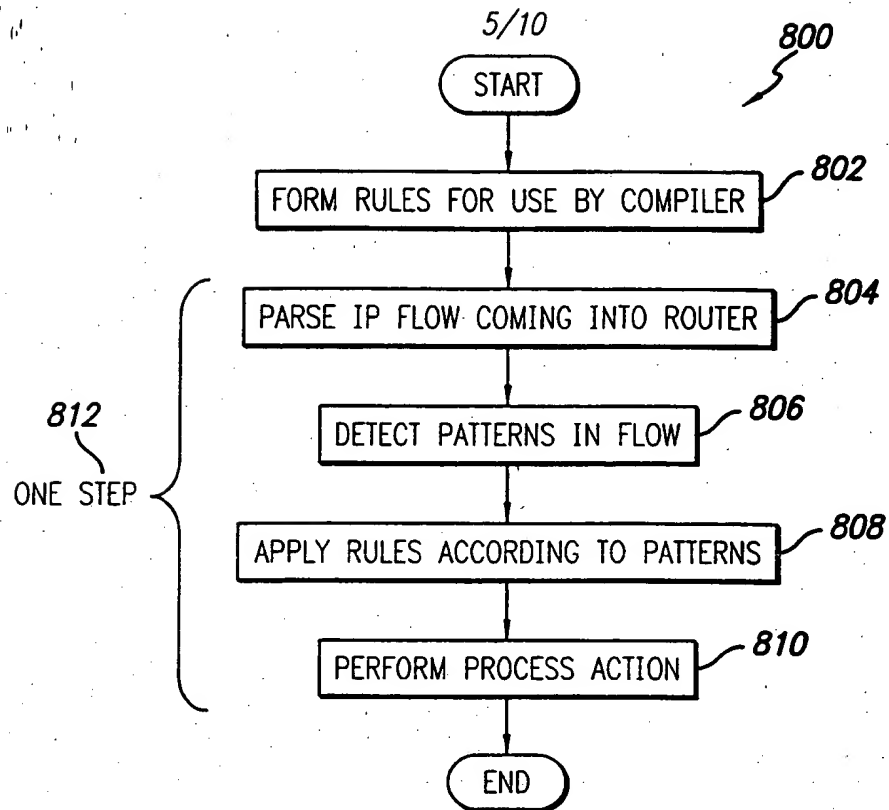 5/10
800
START
802
FORM RULES FOR USE BY COMPILER
804
PARSE IP FLOW COMING INTO ROUTER
806
DETECT PATTERNS IN FLOW
812
ONE STEP
808
APPLY RULES ACCORDING TO PATTERNS
810
PERFORM PROCESS ACTION
END